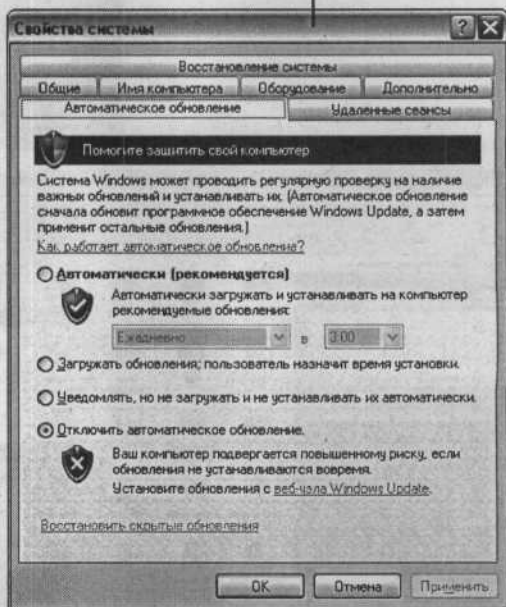 Свойства системы
Восстановление системы
Общие Имя компьютера Оборудование Дополнительно
Автоматическое обновление Удаленные сеансы
Помогите защитить свой компьютер
Система Windows может проводить регулярную проверку на наличие
важных обновлений и устанавливать их. (Автоматическое обновление
сначала обновит программное обеспечение Windows Update, а затем
применит остальные обновления.)
Как работает автоматическое обновление?
Автоматически (рекомендуется)
Автоматически загружать и устанавливать на компьютер
рекомендуемые обновления:
Ежедневно в 3:00
Загружать обновления; пользователь назначит время установки.
Уведомлять, но не загружать и не устанавливать их автоматически.
Отключить автоматическое обновление.
Ваш компьютер подвергается повышенному риску, если
обновления не устанавливаются вовремя.
Установите обновления с веб-узла Windows Update.
Восстановить скрытые обновления
OK Отмена Применить